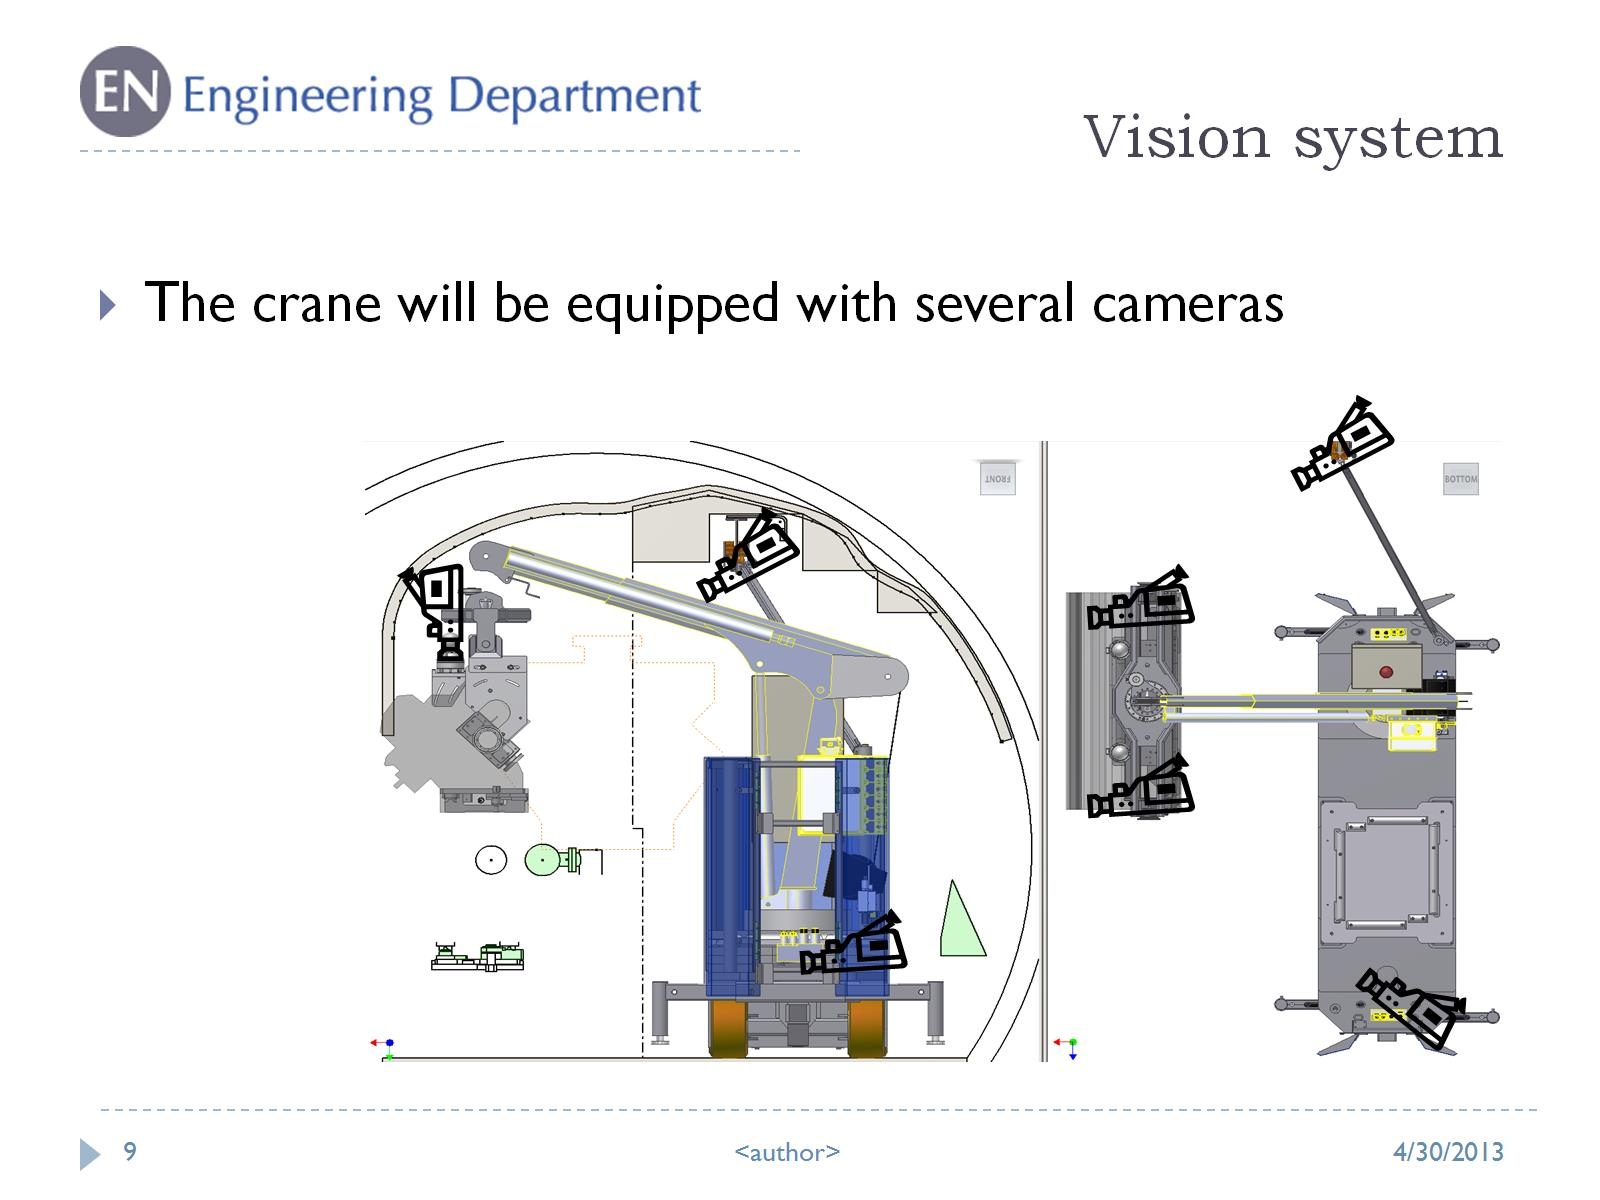 EN Engineering Department
Vision system
The crane will be equipped with several cameras
FRONT
BOTTOM
9
<author>
4/30/2013